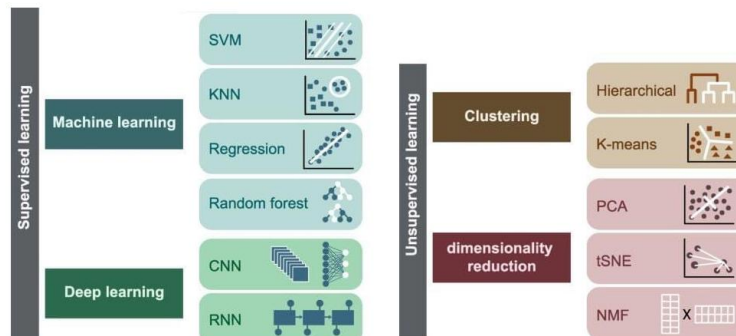 Supervised learning
Machine learning
SVM
KNN
Regression
Random forest
Deep learning
CNN
RNN
Unsupervised learning
Clustering
Hierarchical
K-means
dimensionality
reduction
PCA
tSNE
NMF
X